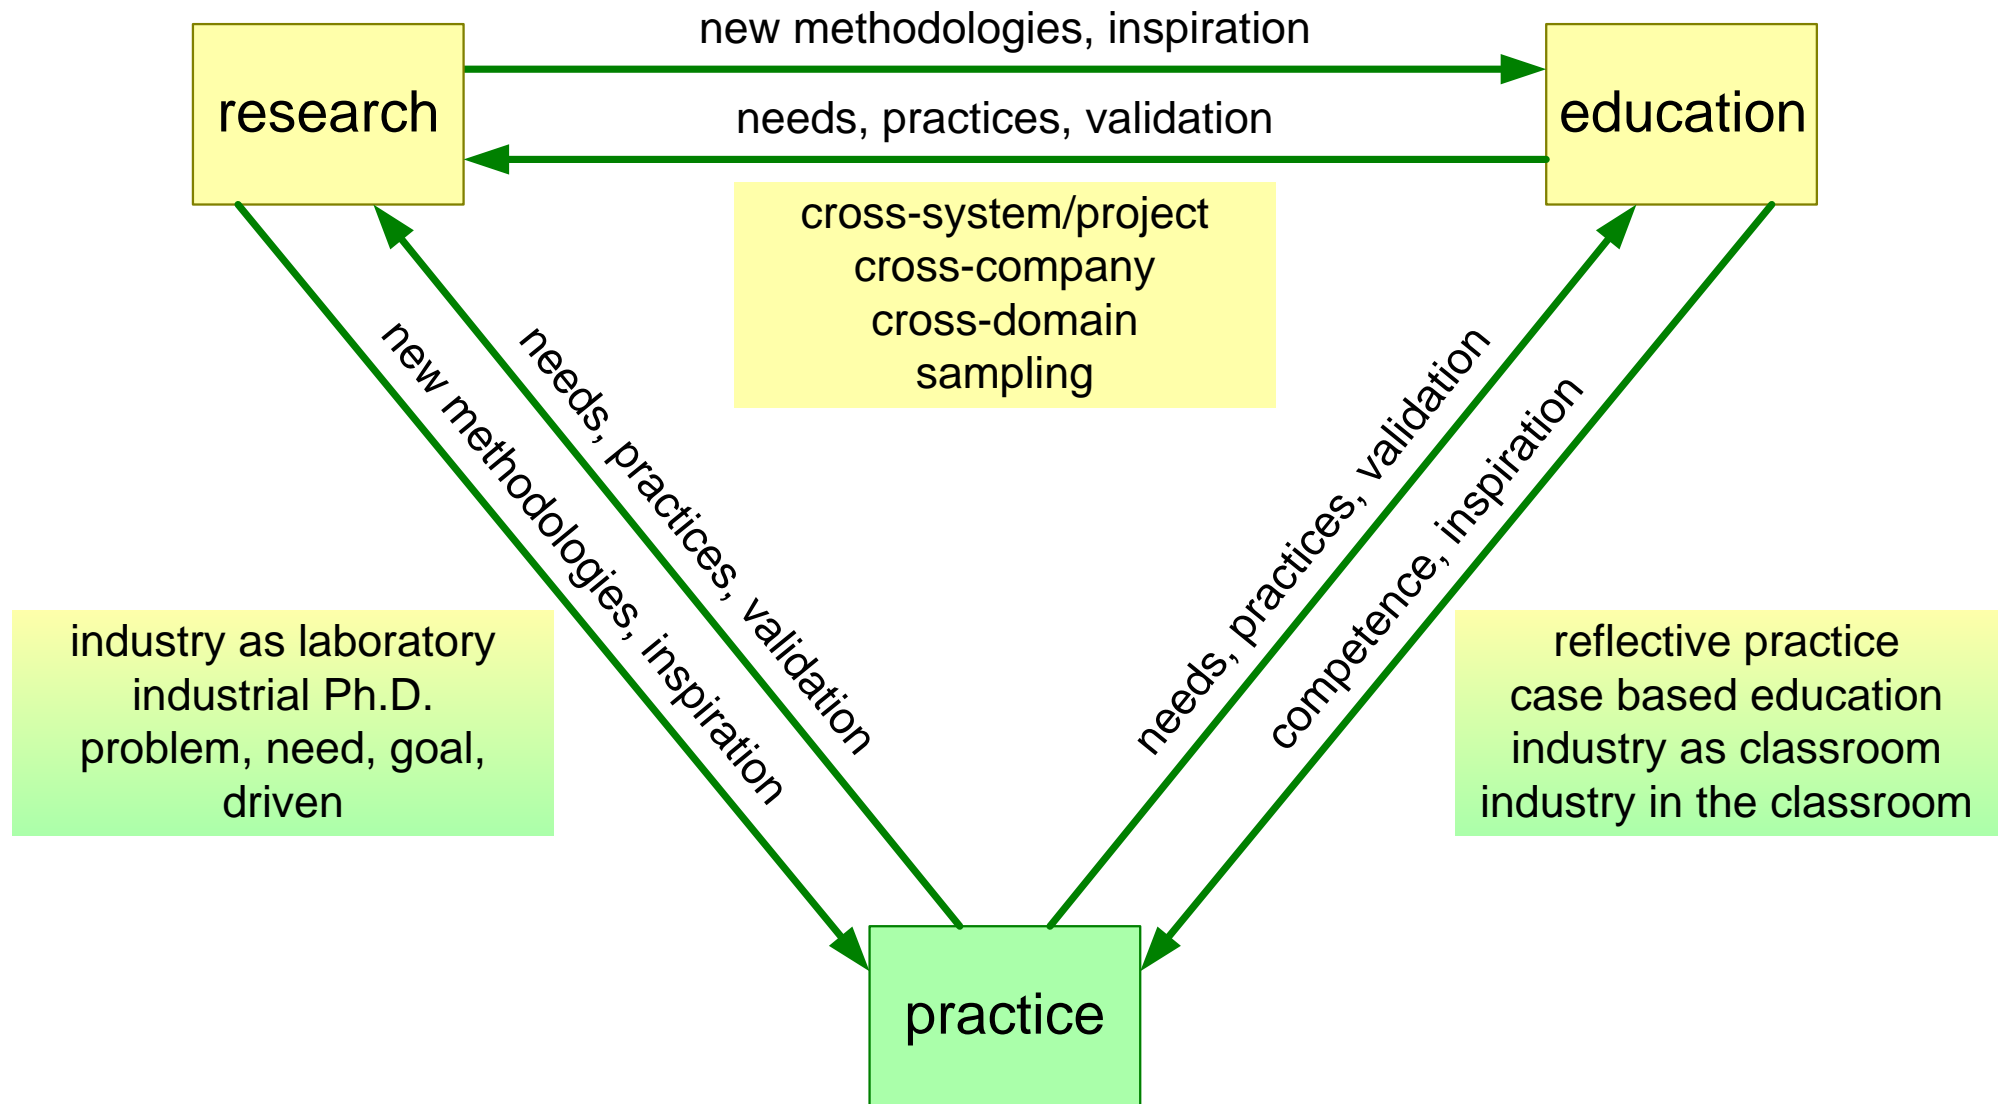 new methodologies, inspiration
research
education
needs, practices, validation
cross-system/project
cross-company
cross-domain
sampling
new methodologies, inspiration
needs, practices, validation
needs, practices, validation
competence, inspiration
industry as laboratory
industrial Ph.D.
problem, need, goal,
driven
reflective practice
case based education
industry as classroom
industry in the classroom
practice